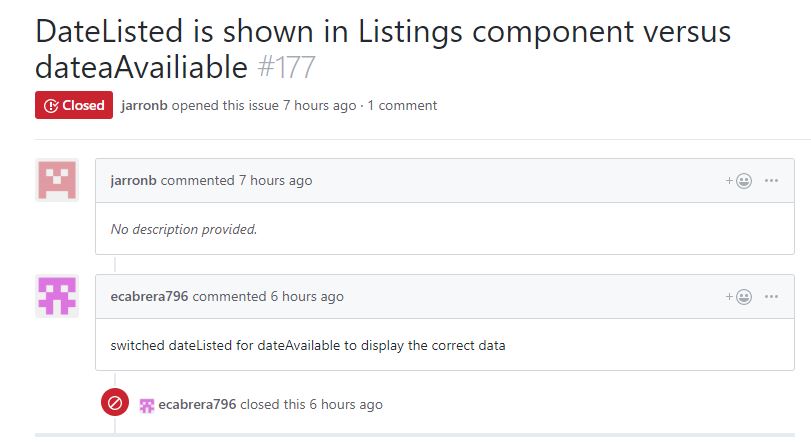 DateListed is shown in Listings component versus
dateaAvailiable #177
Closed jarronb opened this issue 7 hours ago · 1 comment
jarronb commented 7 hours ago
No description provided.
ecabrera796 commented 6 hours ago
switched dateListed for dateAvailable to display the correct data
ecabrera796 closed this 6 hours ago